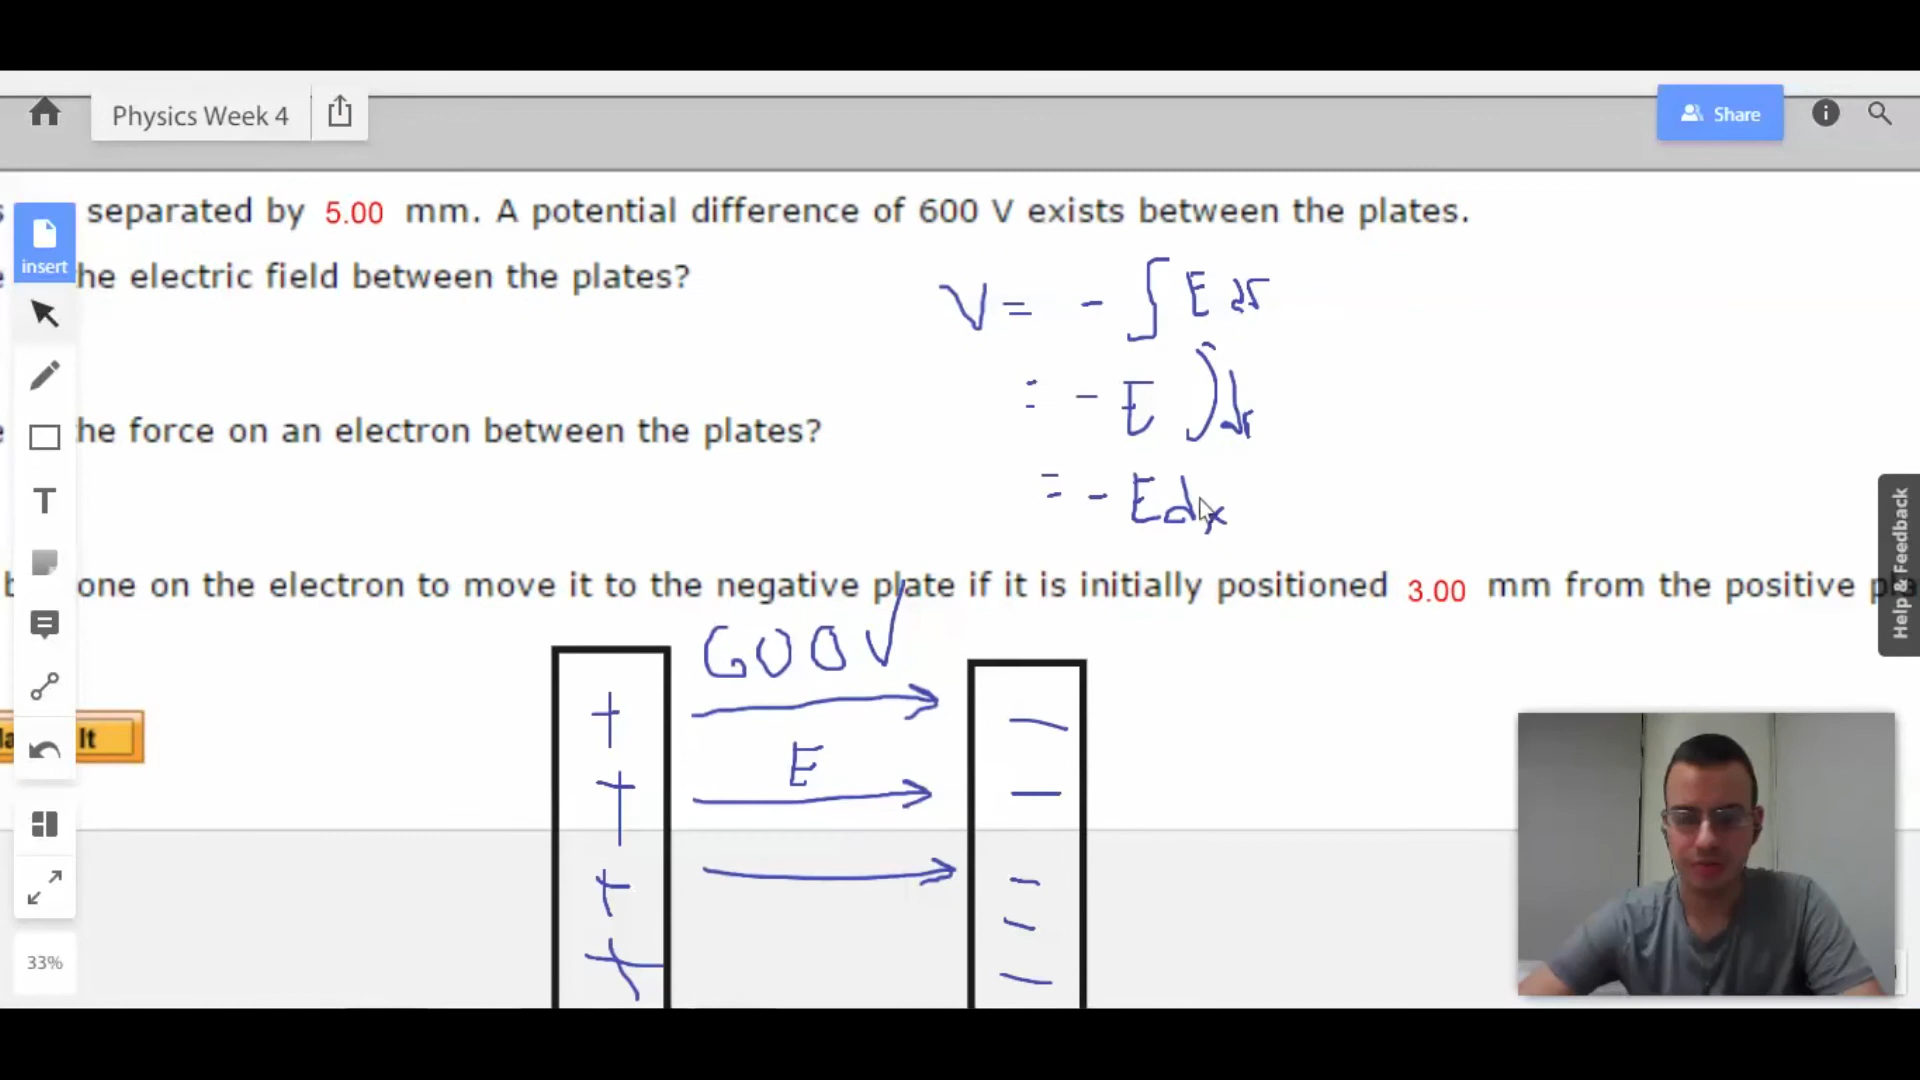 Physics Week 4
Share
separated by 5.00 mm. A potential difference of 600 V exists between the plates.
insert
he electric field between the plates?
V = - ∫ E dr
= - E ∫ dr
he force on an electron between the plates?
= - E d
T
Help & Feedback
one on the electron to move it to the negative plate if it is initially positioned 3.00 mm from the positive
600 V
+
E
It
+
+
+
33%